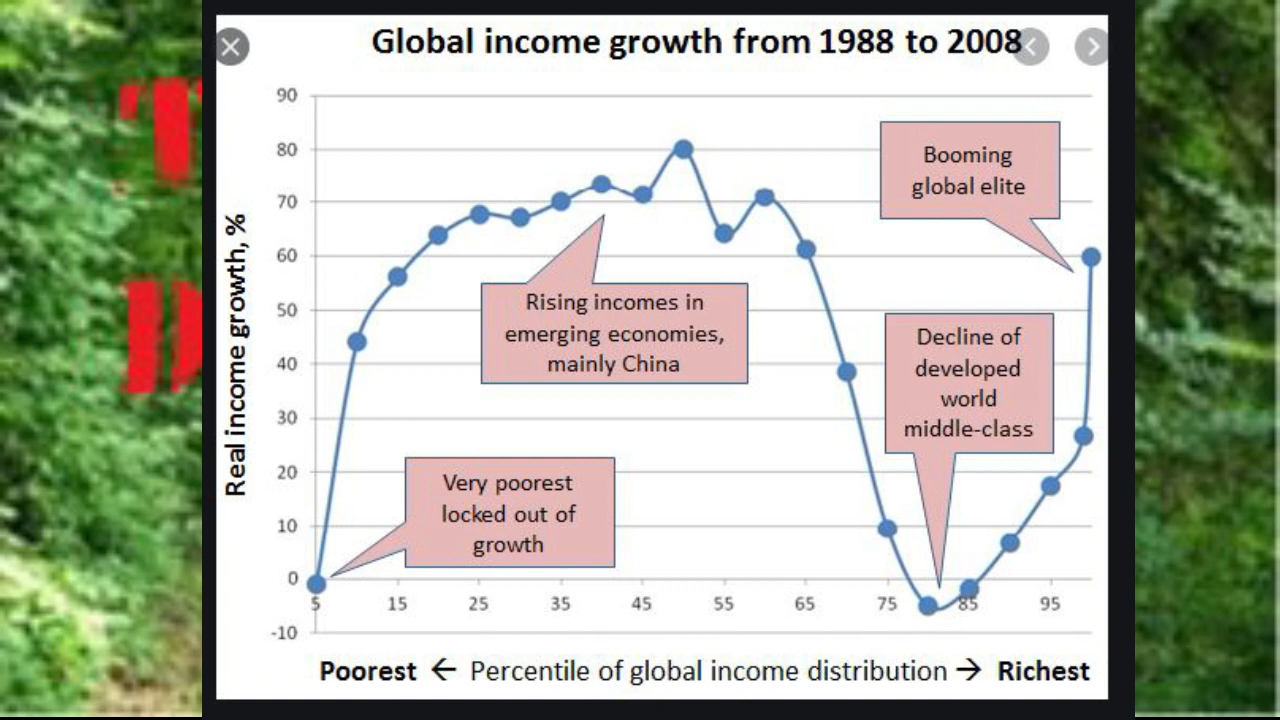 Global income growth from 1988 to 2008
Real income growth, %
90
80
70
60
50
40
30
20
10
0
-10
Booming
global elite
Rising incomes in
emerging economies,
mainly China
Decline of
developed
world
middle-class
Very poorest
locked out of
growth
5 15 25 35 45 55 65 75 85 95
Poorest ← Percentile of global income distribution → Richest